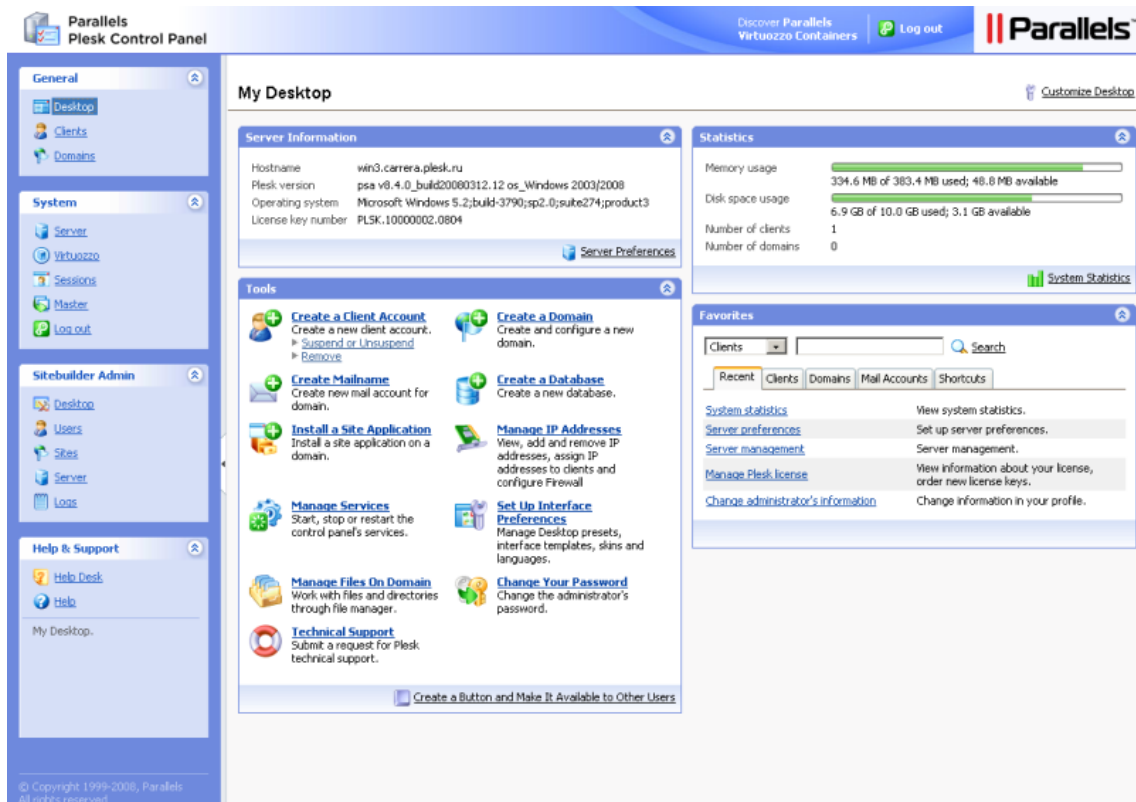 Parallels
Plesk Control Panel
Discover Parallels
Virtuozzo Containers
Log out
Parallels
General
Desktop
Clients
Domains
System
Server
Virtuozzo
Sessions
Master
Log out
Sitebuilder Admin
Desktop
Users
Sites
Server
Logs
Help & Support
Help Desk
Help
My Desktop.
© Copyright 1999-2008, Parallels
All rights reserved
My Desktop
Customize Desktop
Server Information
Hostname win3.carrera.plesk.ru
Plesk version psa v8.4.0_build20080312.12 os_Windows 2003/2008
Operating system Microsoft Windows 5.2;build-3790;sp2.0;suite274;product3
License key number PLSK.10000002.0804
Server Preferences
Tools
Create a Client Account
Create a new client account.
Suspend or Unsuspend
Remove
Create a Domain
Create and configure a new
domain.
Create Mailname
Create new mail account for
domain.
Create a Database
Create a new database.
Install a Site Application
Install a site application on a
domain.
Manage IP Addresses
View, add and remove IP
addresses, assign IP
addresses to clients and
configure Firewall
Manage Services
Start, stop or restart the
control panel's services.
Set Up Interface
Preferences
Manage Desktop presets,
interface templates, skins and
languages.
Manage Files On Domain
Work with files and directories
through file manager.
Change Your Password
Change the administrator's
password.
Technical Support
Submit a request for Plesk
technical support.
Create a Button and Make It Available to Other Users
Statistics
Memory usage
334.6 MB of 383.4 MB used; 48.8 MB available
Disk space usage
6.9 GB of 10.0 GB used; 3.1 GB available
Number of clients 1
Number of domains 0
System Statistics
Favorites
Clients Search
Recent Clients Domains Mail Accounts Shortcuts
System statistics View system statistics.
Server preferences Set up server preferences.
Server management Server management.
Manage Plesk license View information about your license,
order new license keys.
Change administrator's information Change information in your profile.